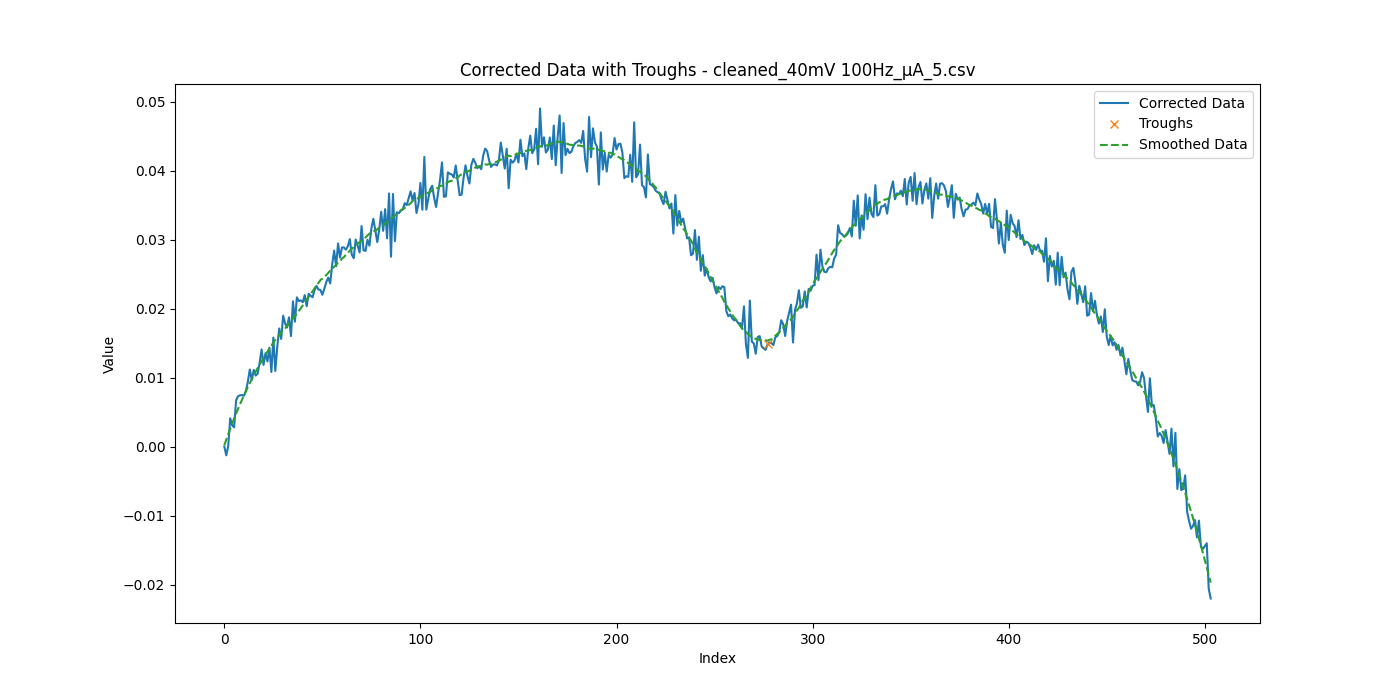 Corrected Data with Troughs - cleaned_40mV 100Hz_μA_5.csv
Corrected Data
Troughs
Smoothed Data
Value
0.05
0.04
0.03
0.02
0.01
0.00
−0.01
−0.02
0 100 200 300 400 500
Index